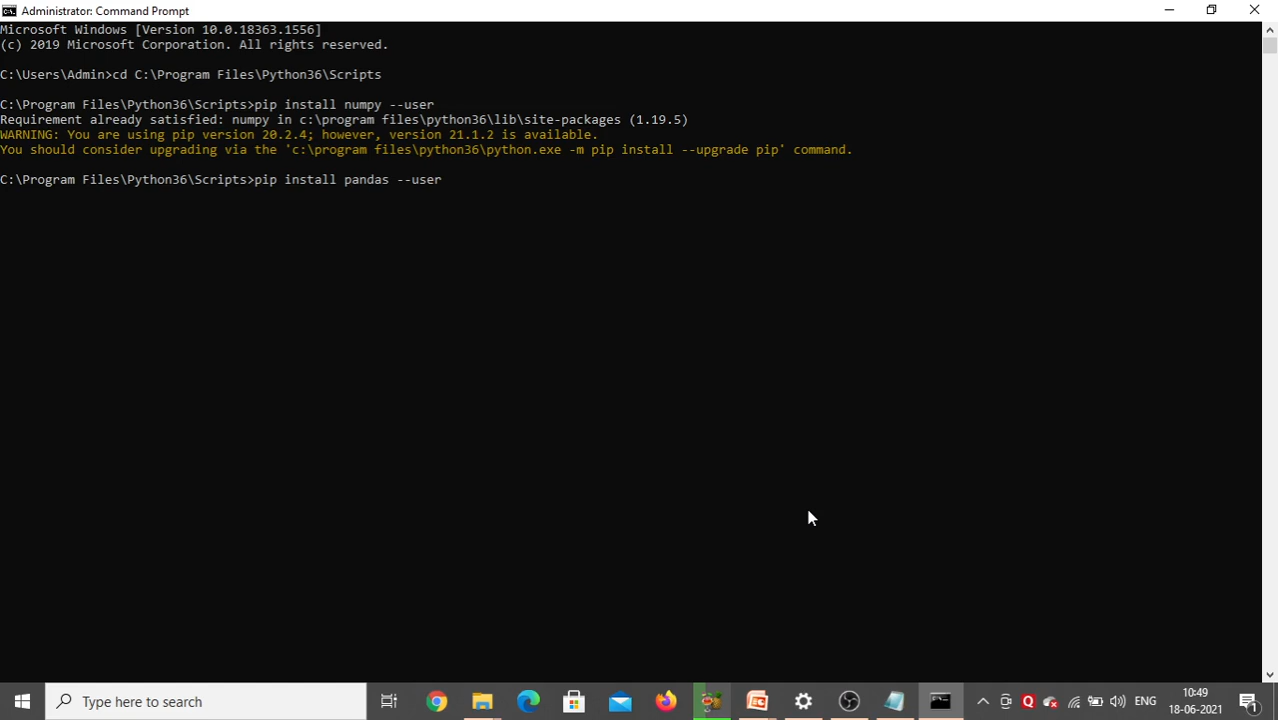 Administrator: Command Prompt
Microsoft Windows [Version 10.0.18363.1556]
(c) 2019 Microsoft Corporation. All rights reserved.
C:\Users\Admin>cd C:\Program Files\Python36\Scripts
C:\Program Files\Python36\Scripts>pip install numpy --user
Requirement already satisfied: numpy in c:\program files\python36\lib\site-packages (1.19.5)
WARNING: You are using pip version 20.2.4; however, version 21.1.2 is available.
You should consider upgrading via the 'c:\program files\python36\python.exe -m pip install --upgrade pip' command.
C:\Program Files\Python36\Scripts>pip install pandas --user
Type here to search
ENG
10:49
18-06-2021